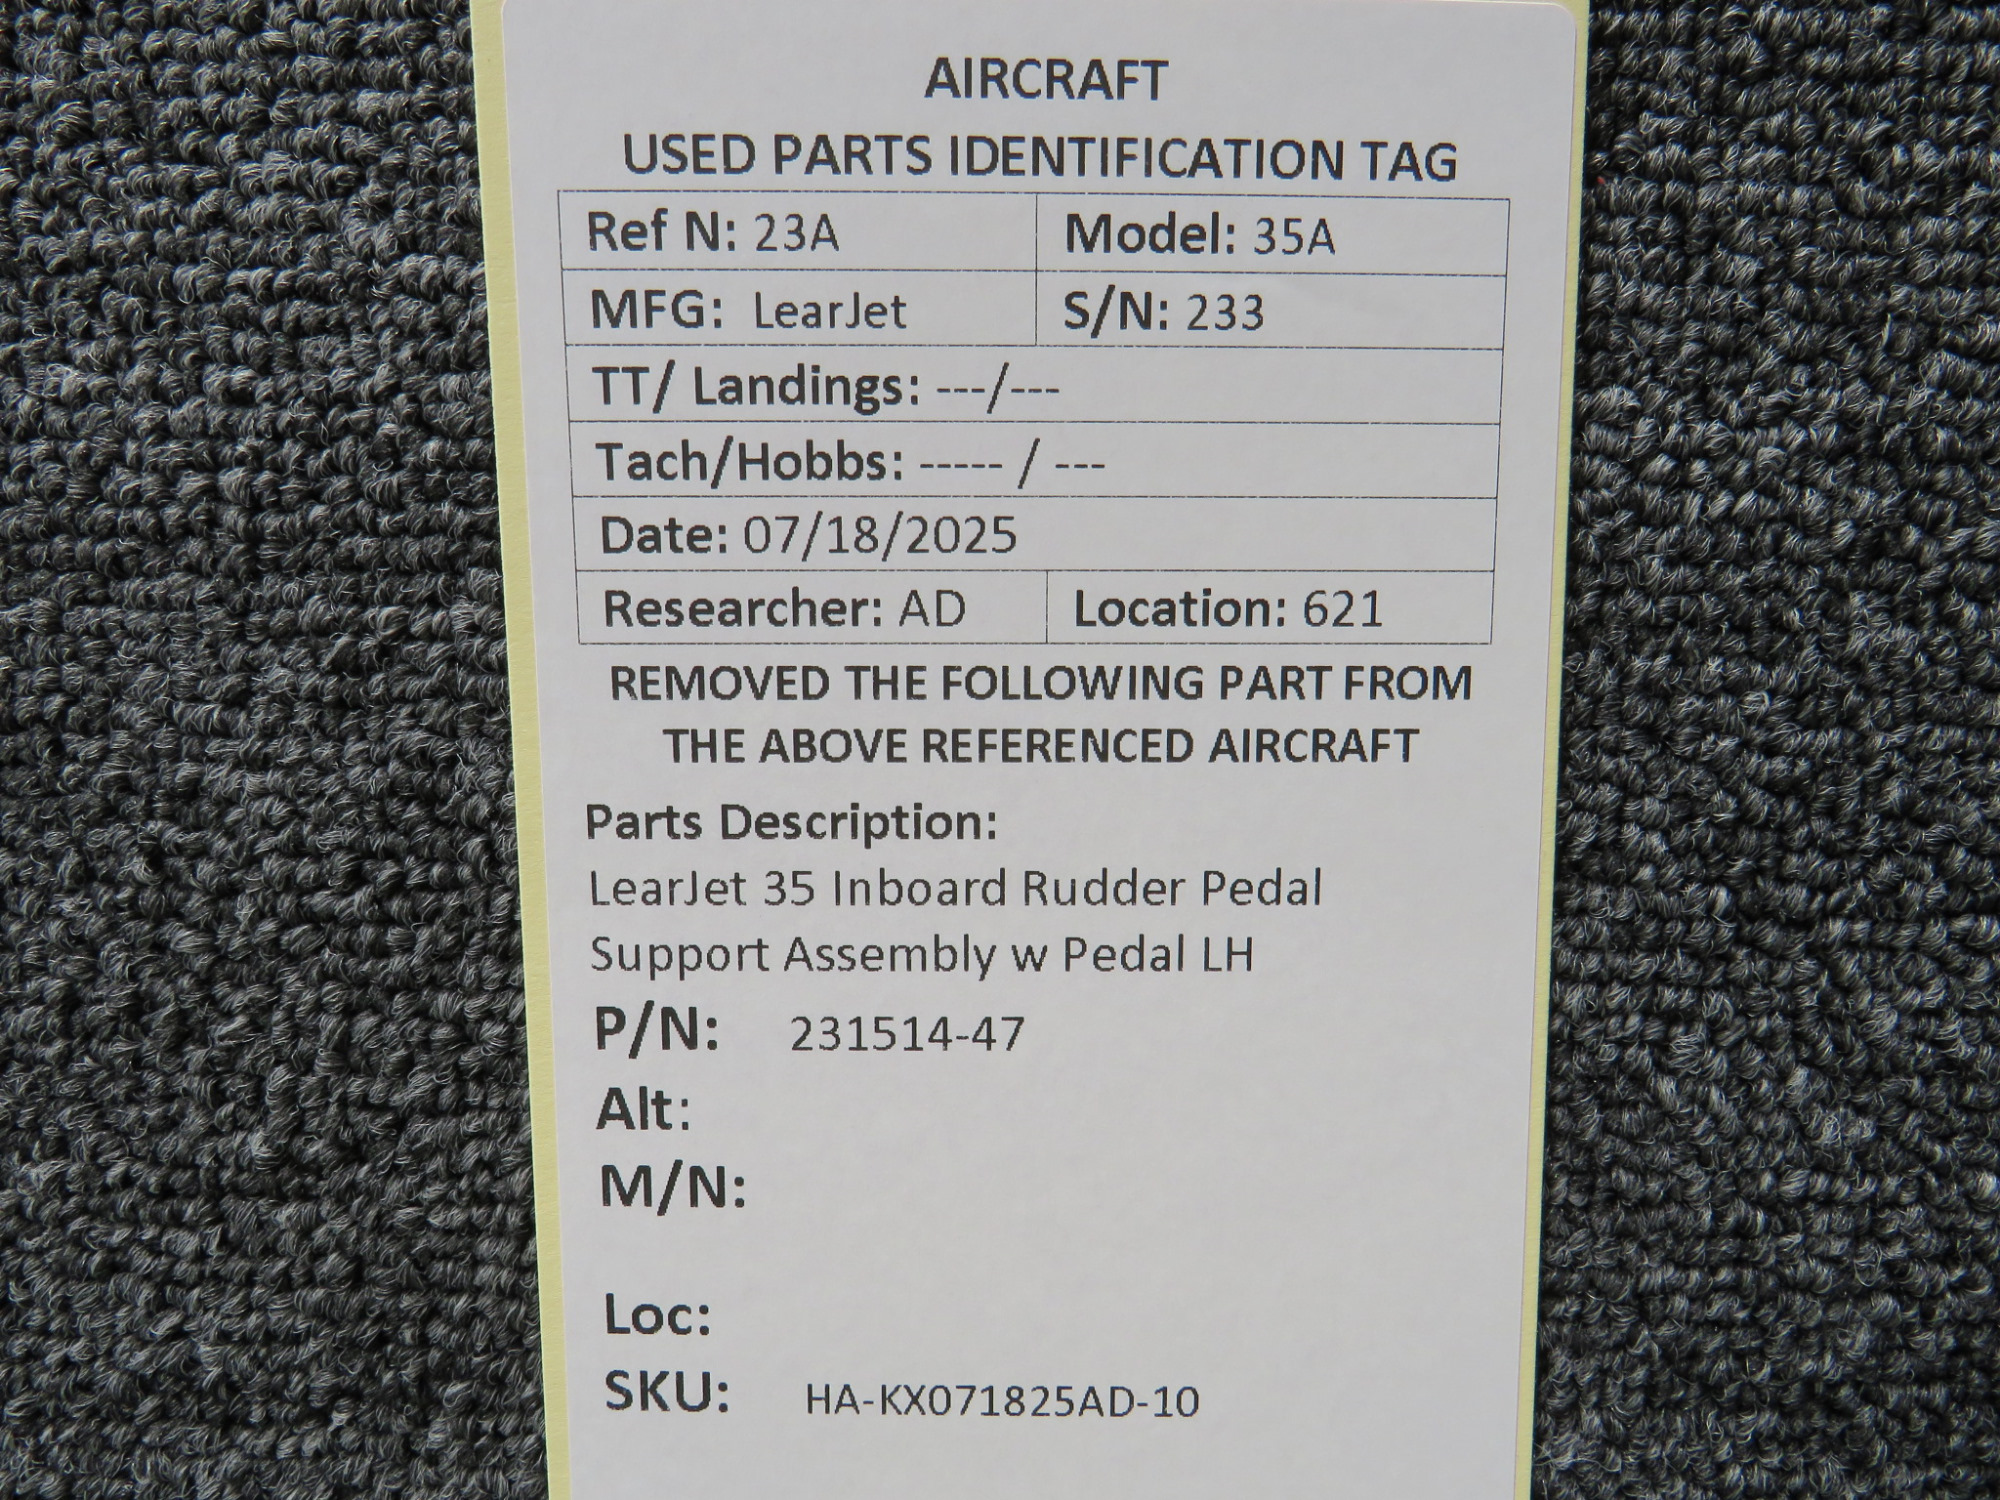 AIRCRAFT
USED PARTS IDENTIFICATION TAG
Ref N: 23A Model: 35A
MFG: LearJet S/N: 233
TT/ Landings: ---/---
Tach/Hobbs: ----- / ---
Date: 07/18/2025
Researcher: AD Location: 621
REMOVED THE FOLLOWING PART FROM
THE ABOVE REFERENCED AIRCRAFT
Parts Description:
LearJet 35 Inboard Rudder Pedal
Support Assembly w Pedal LH
P/N: 231514-47
Alt:
M/N:
Loc:
SKU: HA-KX071825AD-10